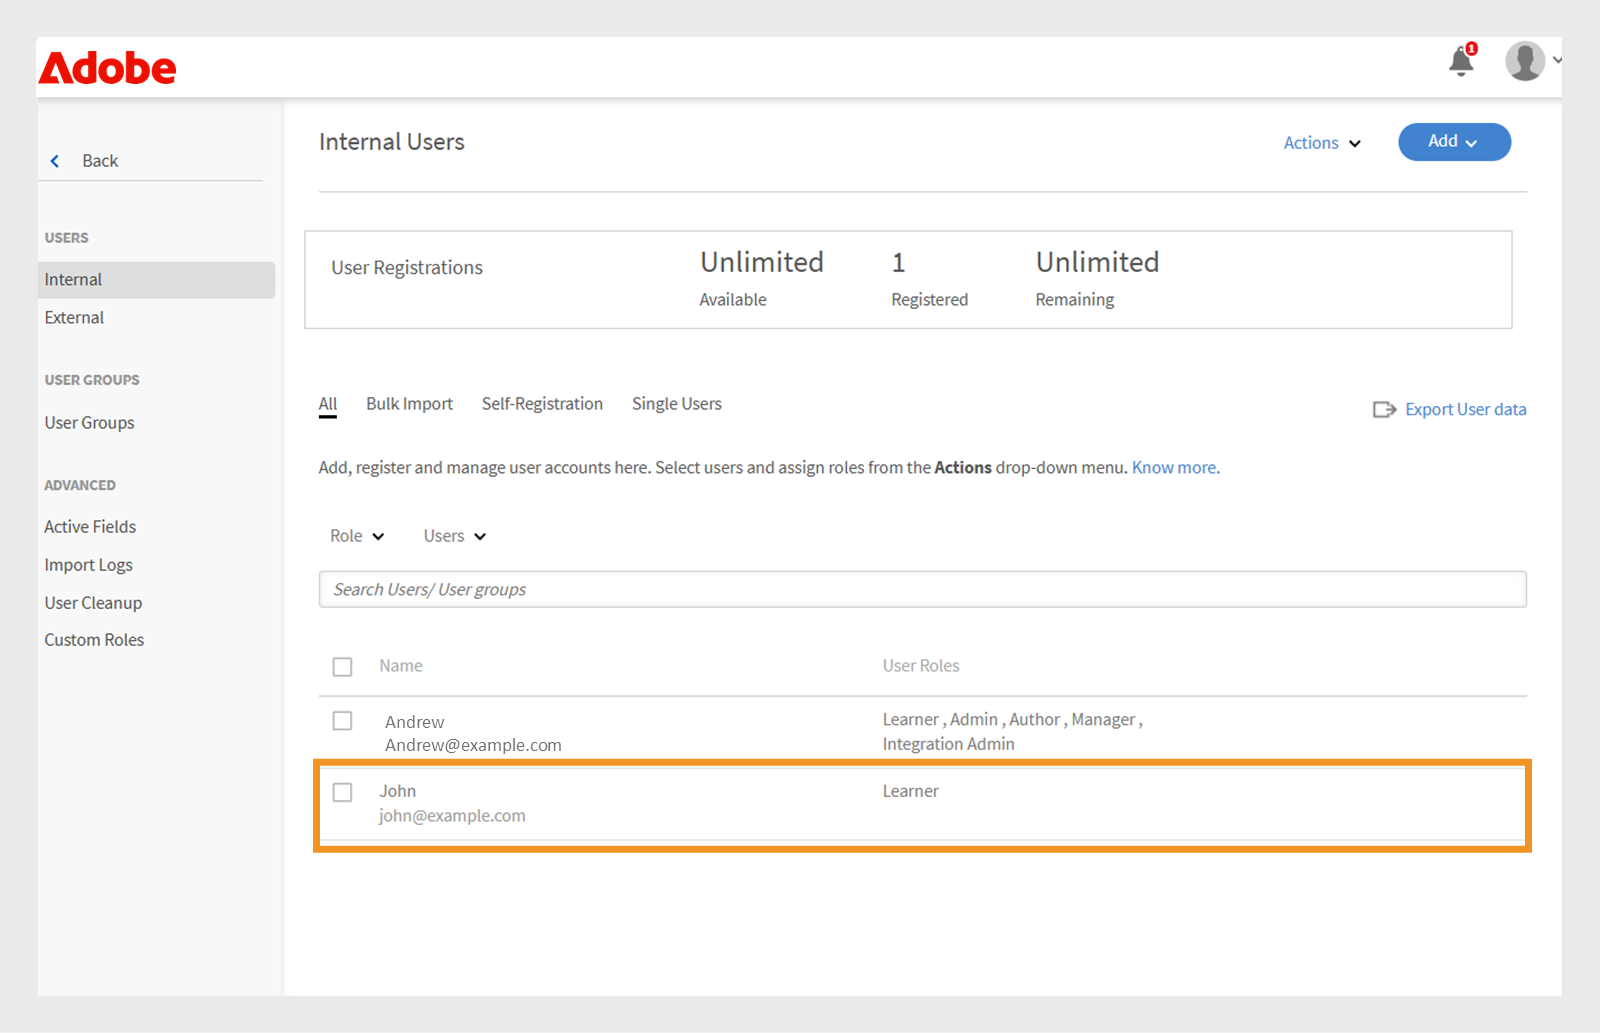 Adobe
1
Back
USERS
Internal
External
USER GROUPS
User Groups
ADVANCED
Active Fields
Import Logs
User Cleanup
Custom Roles
Internal Users
Actions
Add
User Registrations
Unlimited
Available
1
Registered
Unlimited
Remaining
All
Bulk Import
Self-Registration
Single Users
Export User data
Add, register and manage user accounts here. Select users and assign roles from the Actions drop-down menu. Know more.
Role
Users
Search Users/ User groups
Name
User Roles
Andrew
Andrew@example.com
Learner , Admin , Author , Manager ,
Integration Admin
John
john@example.com
Learner